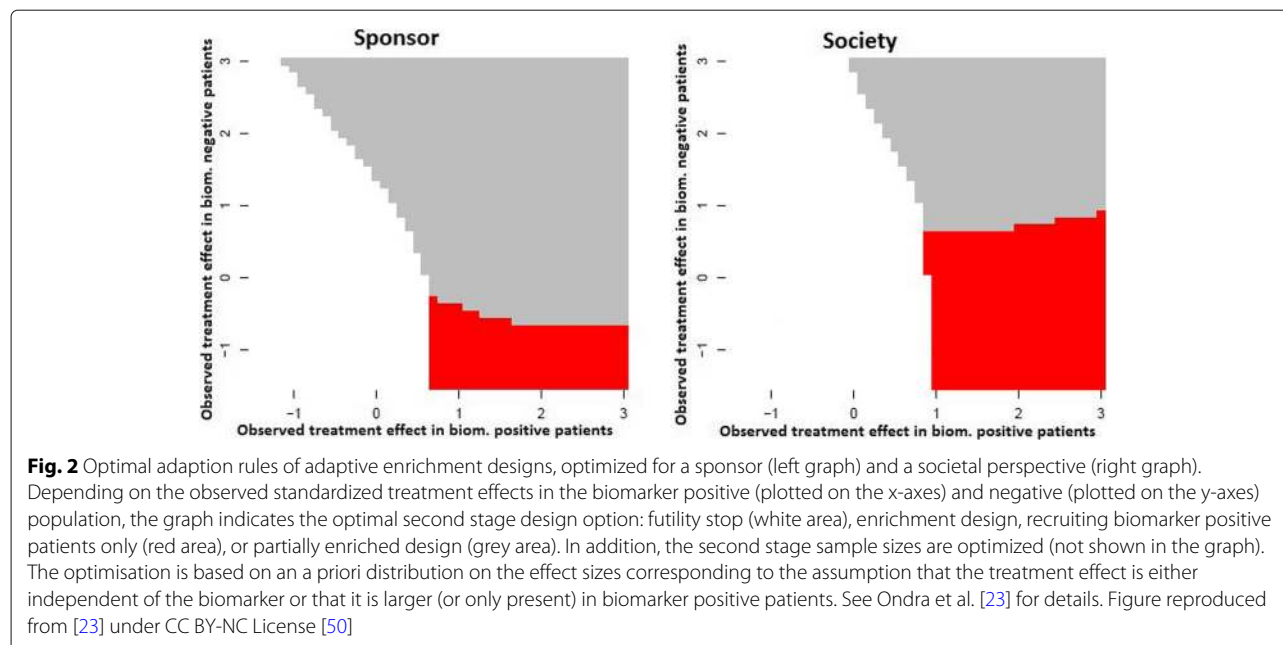 Sponsor
Society
Observed treatment effect in biom. negative patients
3
2
1
0
−1
−1
0
1
2
3
Observed treatment effect in biom. positive patients
Observed treatment effect in biom. negative patients
3
2
1
0
−1
−1
0
1
2
3
Observed treatment effect in biom. positive patients
Fig. 2 Optimal adaption rules of adaptive enrichment designs, optimized for a sponsor (left graph) and a societal perspective (right graph).
Depending on the observed standardized treatment effects in the biomarker positive (plotted on the x-axes) and negative (plotted on the y-axes)
population, the graph indicates the optimal second stage design option: futility stop (white area), enrichment design, recruiting biomarker positive
patients only (red area), or partially enriched design (grey area). In addition, the second stage sample sizes are optimized (not shown in the graph).
The optimisation is based on an a priori distribution on the effect sizes corresponding to the assumption that the treatment effect is either
independent of the biomarker or that it is larger (or only present) in biomarker positive patients. See Ondra et al. [23] for details. Figure reproduced
from [23] under CC BY-NC License [50]